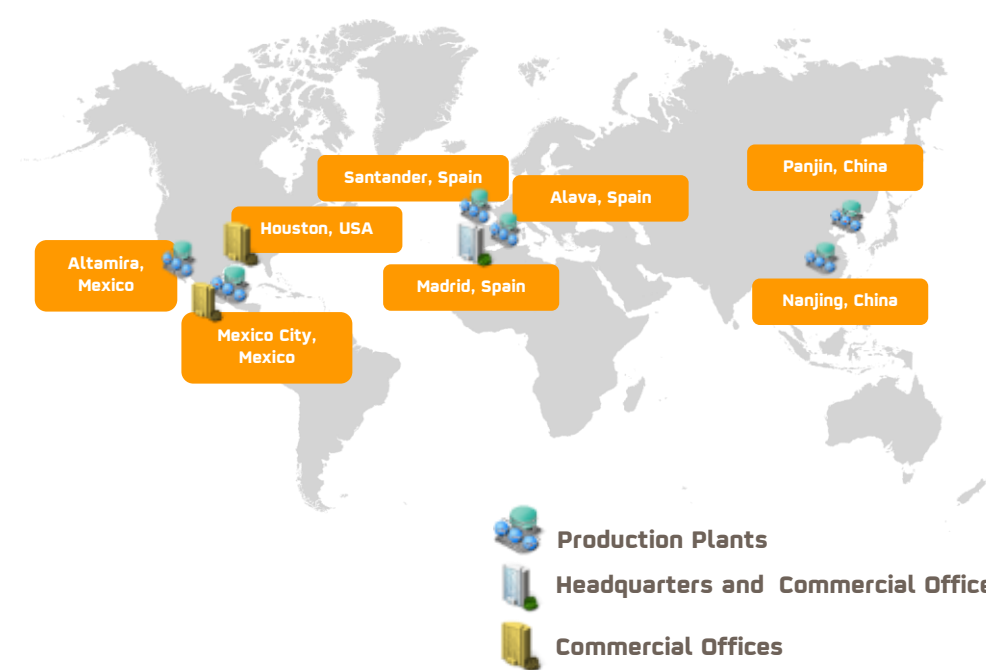 Santander, Spain
Panjin, China
Alava, Spain
Houston, USA
Altamira,
Mexico
Madrid, Spain
Nanjing, China
Mexico City,
Mexico
Production Plants
Headquarters and Commercial Office
Commercial Offices